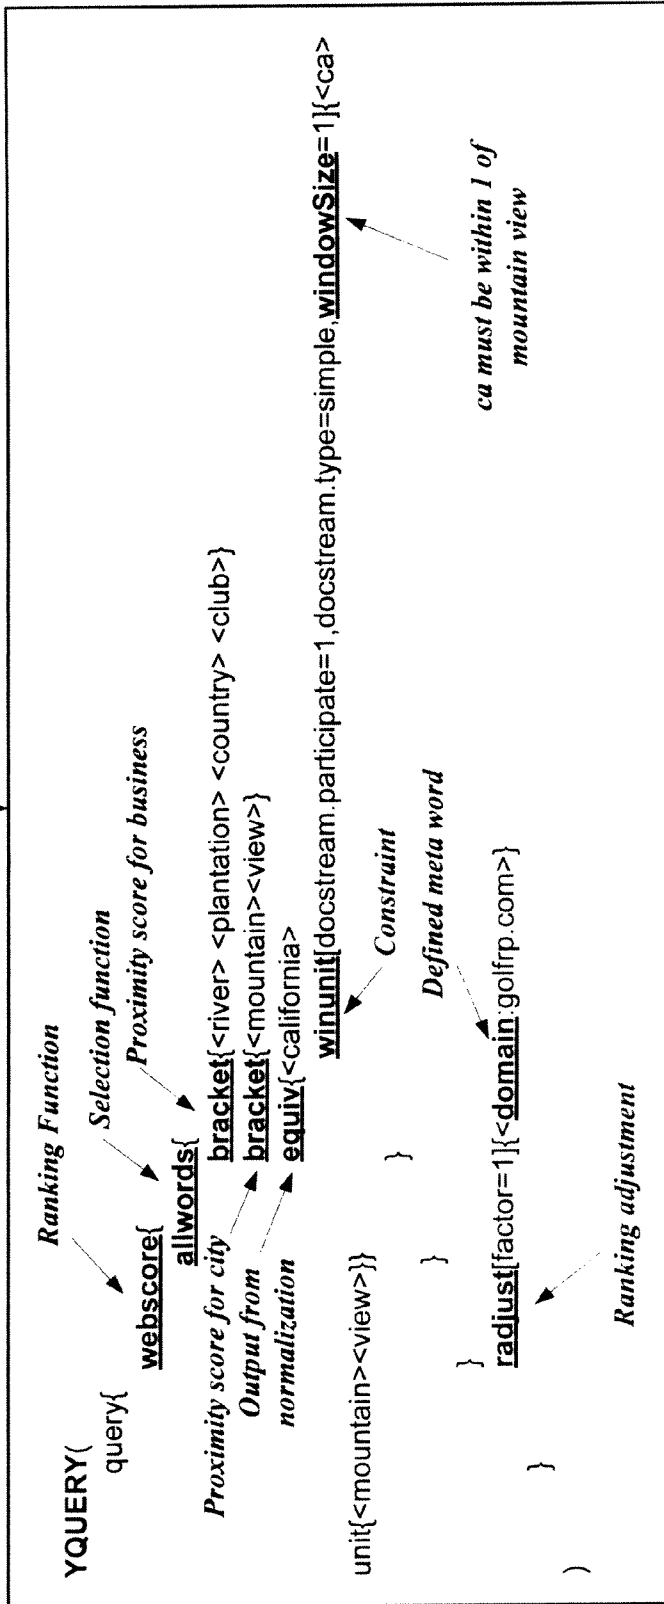 Ranking Function
YQUERY(
query{
Selection function
webscore{
Proximity score for business
allwords{
Proximity score for city
bracket{<river> <plantation> <country> <club>}
Output from
normalization
bracket{<mountain><view>}
equiv{<california>
winunit[docstream.participate=1,docstream.type=simple,windowSize=1]{<ca>
unit{<mountain><view>}}
Constraint
ca must be within 1 of
mountain view
}
Defined meta word
}
}
radjust[factor=1]{<domain:golfrp.com>}
}
Ranking adjustment
)